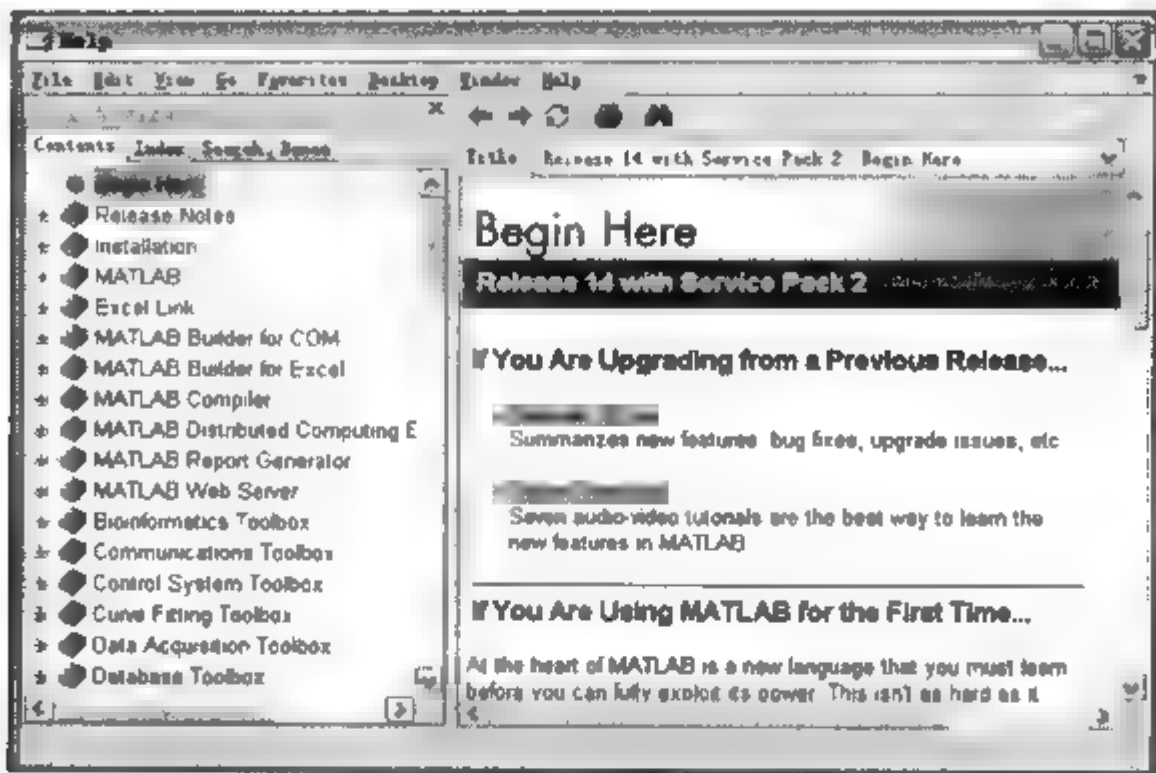 Help
File Edit View Go Favorites Desktop Window Help
Contents Index Search Demos
Title Release 14 with Service Pack 2 Begin Here
Begin Here
Release Notes
Installation
MATLAB
Excel Link
MATLAB Builder for COM
MATLAB Builder for Excel
MATLAB Compiler
MATLAB Distributed Computing E
MATLAB Report Generator
MATLAB Web Server
Bioinformatics Toolbox
Communications Toolbox
Control System Toolbox
Curve Fitting Toolbox
Data Acquisition Toolbox
Database Toolbox
Begin Here
Release 14 with Service Pack 2
If You Are Upgrading from a Previous Release...
Summarizes new features bug fixes, upgrade issues, etc
Seven audio-video tutorials are the best way to learn the
new features in MATLAB
If You Are Using MATLAB for the First Time...
At the heart of MATLAB is a new language that you must learn
before you can fully exploit its power. This isn't as hard as it